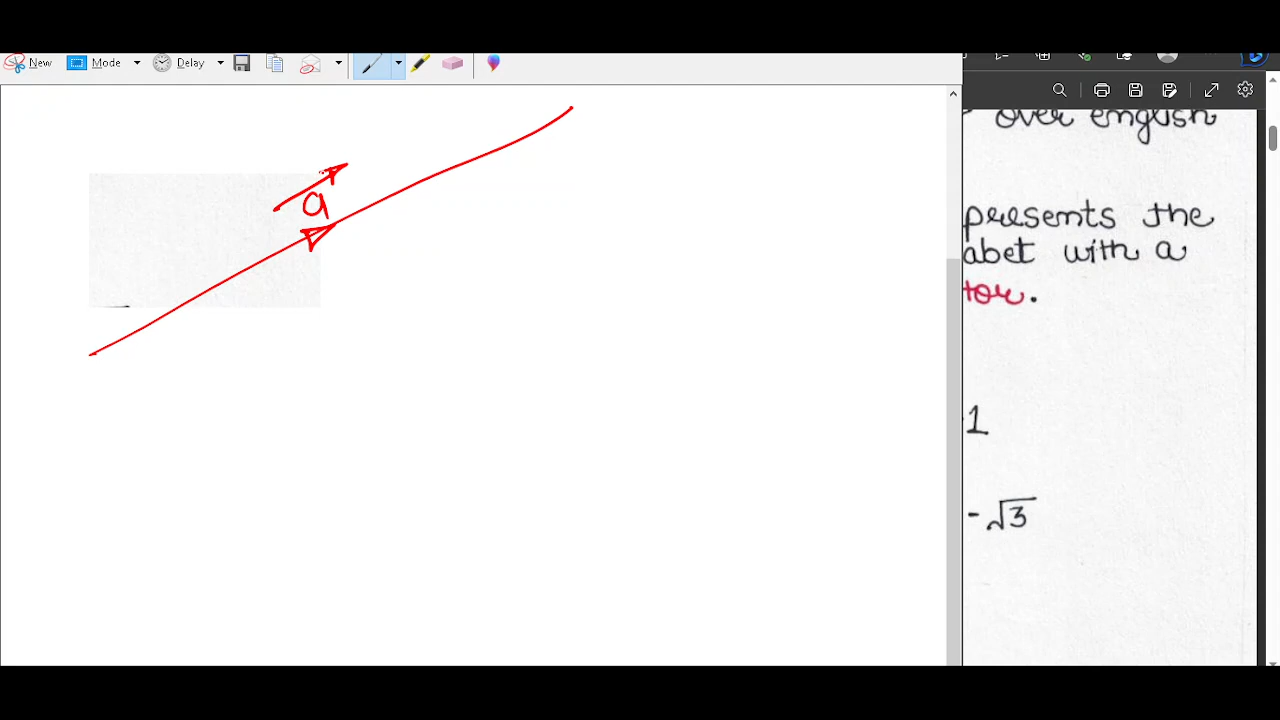 New Mode Delay
a
over english
presents the
abet with a
tor.
1
-√3